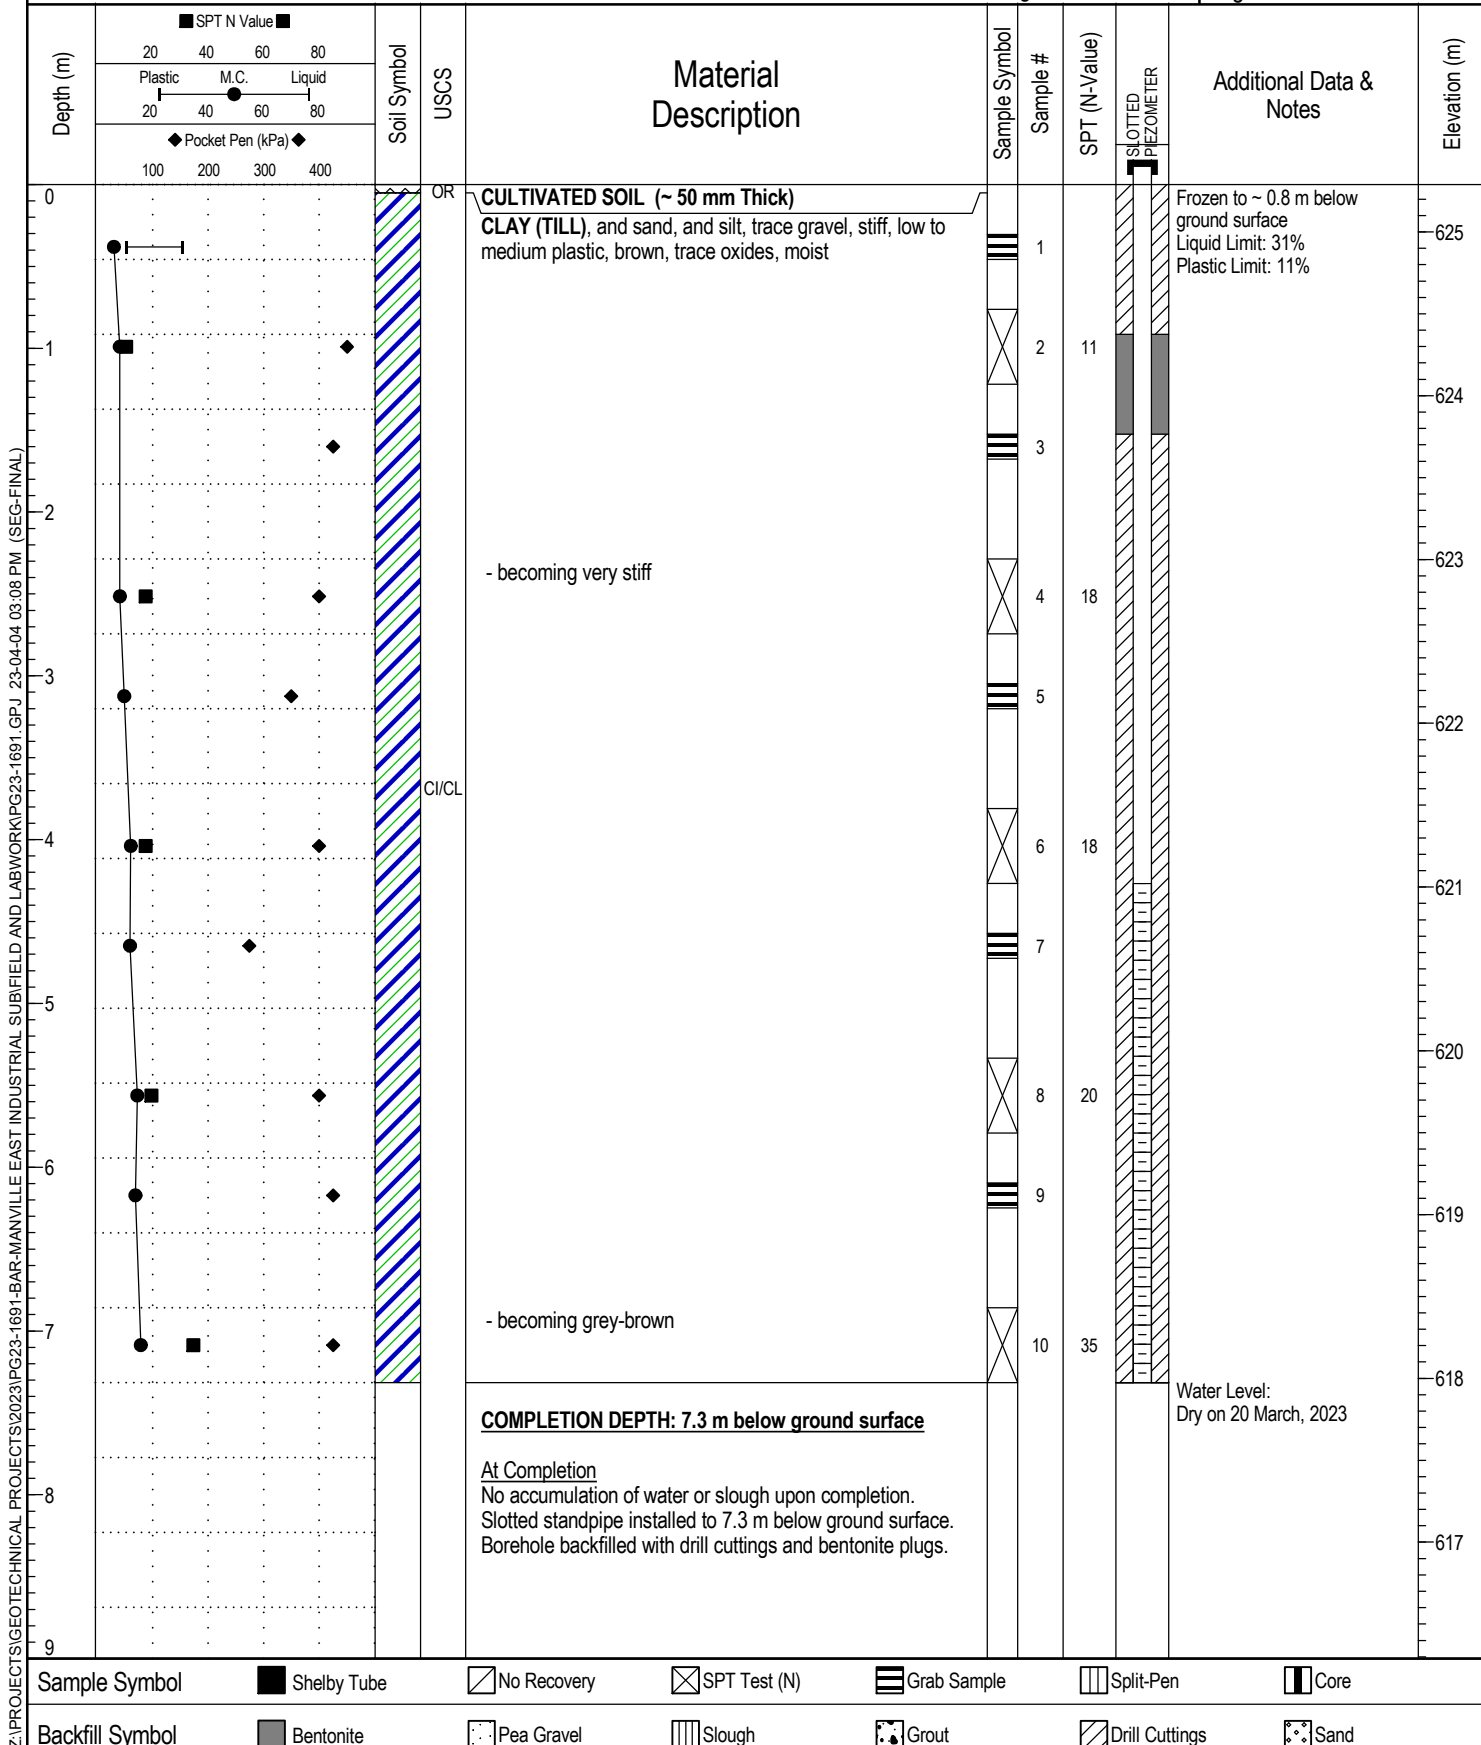 SPT N Value
20 40 60 80
Plastic M.C. Liquid
20 40 60 80
Pocket Pen (kPa)
100 200 300 400
Depth (m)
Soil Symbol
USCS
Material
Description
Sample Symbol
Sample #
SPT (N-Value)
SLOTTED
PIEZOMETER
Additional Data &
Notes
Elevation (m)
0
OR
CULTIVATED SOIL (~ 50 mm Thick)
CLAY (TILL), and sand, and silt, trace gravel, stiff, low to
medium plastic, brown, trace oxides, moist
1
Frozen to ~ 0.8 m below
ground surface
Liquid Limit: 31%
Plastic Limit: 11%
625
1
2 11
624
3
2
- becoming very stiff
623
4 18
3
5
622
CI/CL
4
6 18
621
7
5
620
8 20
6
9
619
- becoming grey-brown
7
10 35
618
Water Level:
Dry on 20 March, 2023
COMPLETION DEPTH: 7.3 m below ground surface
At Completion
No accumulation of water or slough upon completion.
Slotted standpipe installed to 7.3 m below ground surface.
Borehole backfilled with drill cuttings and bentonite plugs.
8
617
9
Sample Symbol Shelby Tube No Recovery SPT Test (N) Grab Sample Split-Pen Core
Backfill Symbol Bentonite Pea Gravel Slough Grout Drill Cuttings Sand
Z:\PROJECTS\GEOTECHNICAL PROJECTS\2023\PG23-1691-BAR-MANVILLE EAST INDUSTRIAL SUB\FIELD AND LABWORK\PG23-1691.GPJ 23-04-04 03:08 PM (SEG-FINAL)